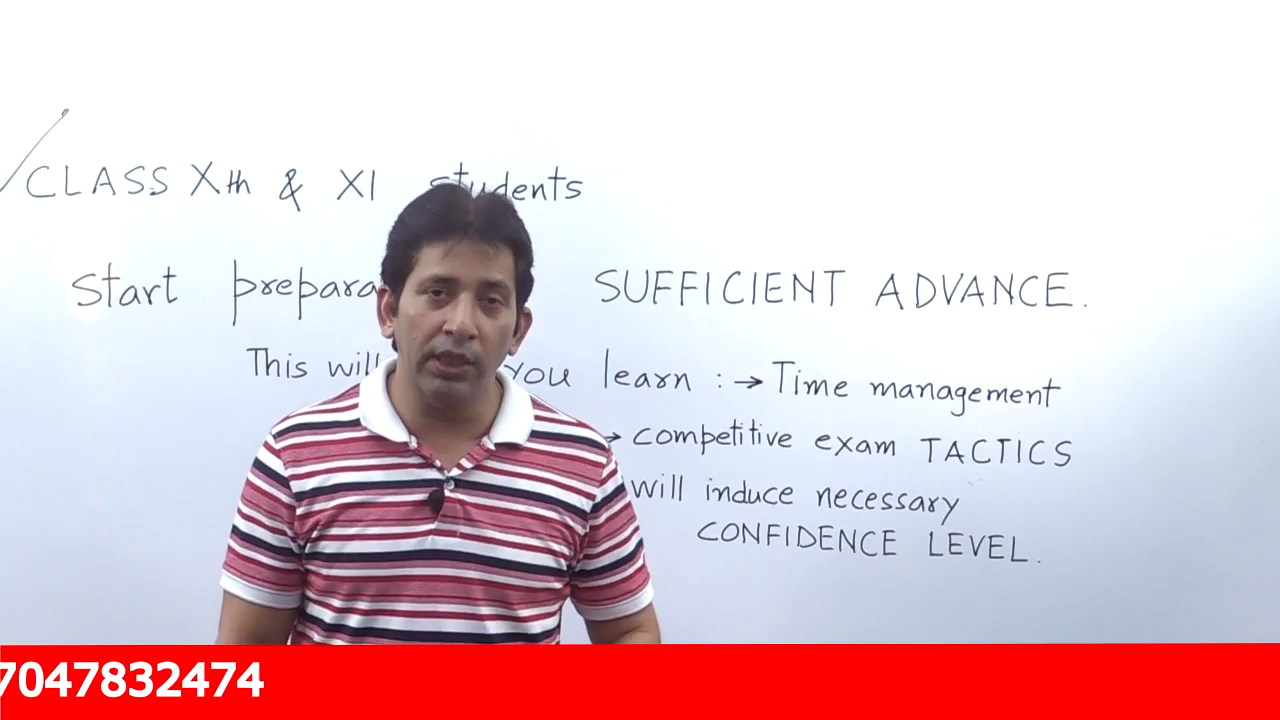 CLASS Xth & XI students
Start prepara SUFFICIENT ADVANCE.
This will you learn : → Time management
→ competitive exam TACTICS
will induce necessary
CONFIDENCE LEVEL.
7047832474